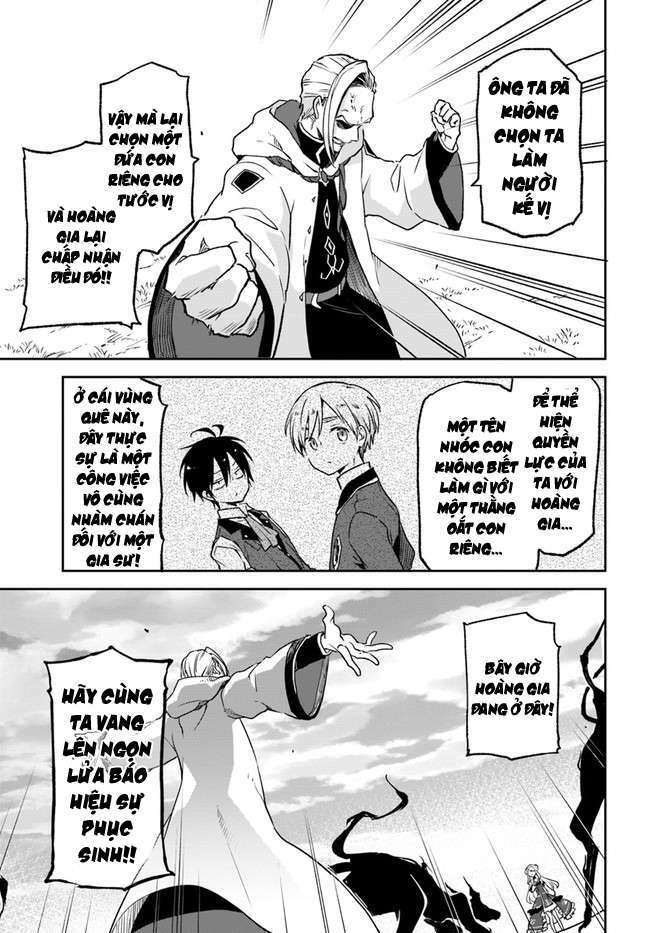 ÔNG TA ĐÃ
KHÔNG
CHỌN TA
LÀM
NGƯỜI
KẾ VỊ
VẬY MÀ LẠI
CHỌN MỘT
ĐỨA CON
RIÊNG CHO
TƯỚC VỊ
VÀ HOÀNG
GIA LẠI
CHẤP NHẬN
ĐIỀU ĐÓ!!
ĐỂ THỂ
HIỆN
QUYỀN
LỰC CỦA
TA VỚI
HOÀNG
GIA...
MỘT TÊN
NHÓC CON
KHÔNG BIẾT
LÀM GÌ VỚI
MỘT THẰNG
OẮT CON
RIÊNG...
Ở CÁI VÙNG
QUÊ NÀY,
ĐÂY THỰC
SỰ LÀ MỘT
CÔNG VIỆC
VÔ CÙNG
NHÀM CHÁN
ĐỐI VỚI MỘT
GIA SƯ!
BÂY GIỜ
HOÀNG GIA
ĐANG Ở ĐÂY!
HÃY CÙNG
TA VANG
LÊN NGỌN
LỬA BÁO
HIỆU SỰ
PHỤC
SINH!!